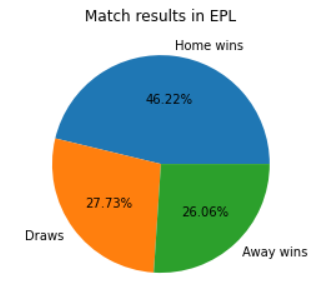 Match results in EPL
Home wins
46.22%
27.73%
26.06%
Draws
Away wins